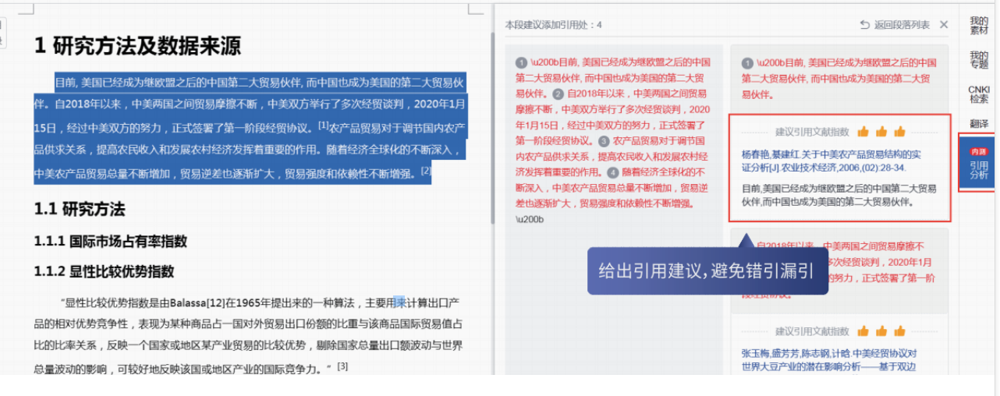 1 研究方法及数据来源
目前, 美国已经成为继欧盟之后的中国第二大贸易伙伴, 而中国也成为美国的第二大贸易伙
伴。自2018年以来，中美两国之间贸易摩擦不断，中美双方举行了多次经贸谈判，2020年1月
15日，经过中美双方的努力，正式签署了第一阶段经贸协议。[1]农产品贸易对于调节国内农产
品供求关系，提高农民收入和发展农村经济发挥着重要的作用。随着经济全球化的不断深入，
中美农产品贸易总量不断增加，贸易逆差也逐渐扩大，贸易强度和依赖性不断增强。[2]
1.1 研究方法
1.1.1 国际市场占有率指数
1.1.2 显性比较优势指数
“显性比较优势指数是由Balassa[12]在1965年提出来的一种算法，主要用来计算出口产
品的相对优势竞争性，表现为某种商品占一国对外贸易出口份额的比重与该商品国际贸易值占
比的比率关系，反映一个国家或地区某产业贸易的比较优势，剔除国家总量出口额波动与世界
总量波动的影响，可较好地反映该国或地区产业的国际竞争力。” [3]
本段建议添加引用处：4
返回段落列表 ×
1 \u200b目前, 美国已经成为继欧盟之后的中国
第二大贸易伙伴, 而中国也成为美国的第二大贸
易伙伴。 2 自2018年以来，中美两国之间贸易
摩擦不断，中美双方举行了多次经贸谈判，2020
年1月15日，经过中美双方的努力，正式签署了
第一阶段经贸协议。 3 农产品贸易对于调节国
内农产品供求关系，提高农民收入和发展农村经
济发挥着重要的作用。 4 随着经济全球化的不
断深入，中美农产品贸易总量不断增加，贸易逆
差也逐渐扩大，贸易强度和依赖性不断增强。
\u200b
1 \u200b目前, 美国已经成为继欧盟之后的中国
第二大贸易伙伴, 而中国也成为美国的第二大贸
易伙伴。
建议引用文献指数
杨春艳,綦建红.关于中美农产品贸易结构的实
证分析[J].农业技术经济,2006,(02):28-34.
目前,美国已经成为继欧盟之后的中国第二大贸易
伙伴,而中国也成为美国的第二大贸易伙伴。
自2018年以来，中美两国之间贸易摩擦不
多次经贸谈判，2020年1月
努力，正式签署了第一阶
段经贸协议。
给出引用建议,避免错引漏引
建议引用文献指数
张玉梅,盛芳芳,陈志钢,计晗.中美经贸协议对
世界大豆产业的潜在影响分析——基于双边
我的
素材
我的
专题
CNKI
检索
翻译
内测
引用
分析